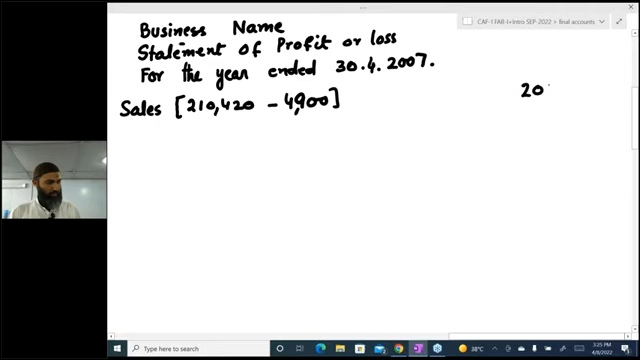 CAF-1 FAR-I+Intro SEP-2022 > final accounts
Business Name
Statement of Profit or loss
For the year ended 30.4.2007.
Sales [210,420 - 4,900] 20
Type here to search
38°C
3:25 PM
4/8/2022